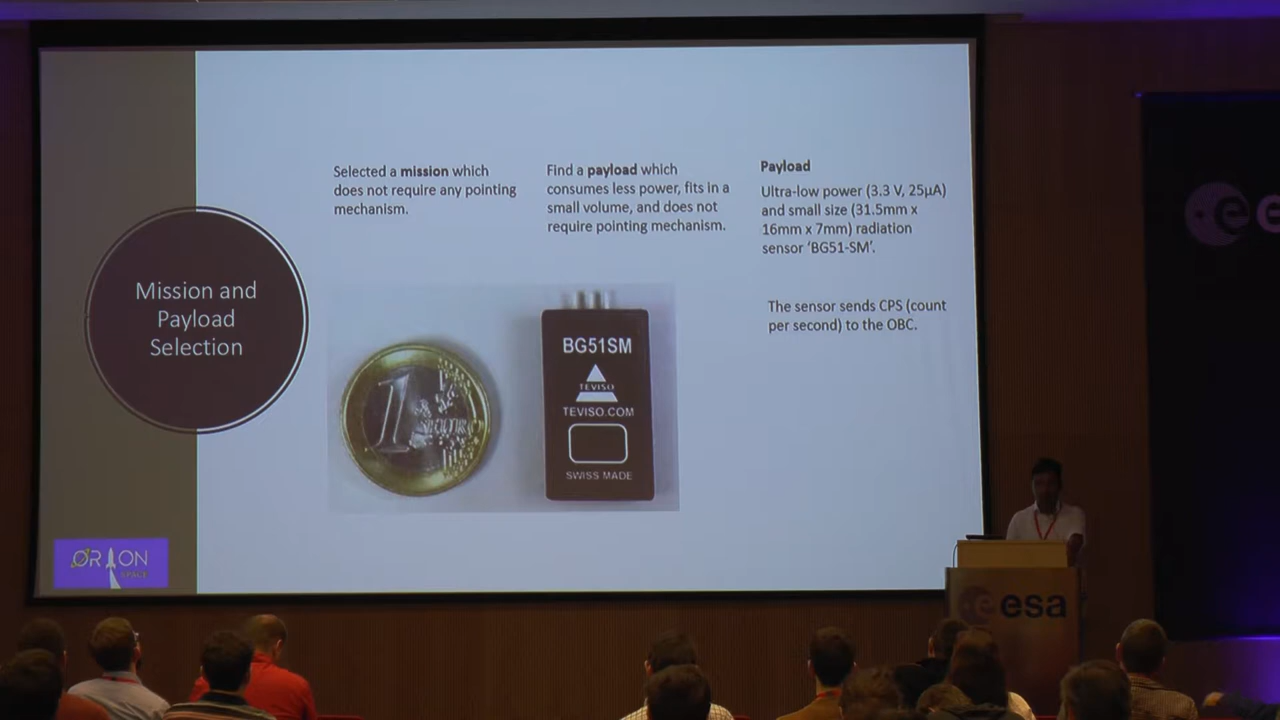 Selected a mission which
does not require any pointing
mechanism.
Find a payload which
consumes less power, fits in a
small volume, and does not
require pointing mechanism.
Payload
Ultra-low power (3.3 V, 25µA)
and small size (31.5mm x
16mm x 7mm) radiation
sensor 'BG51-SM'.
The sensor sends CPS (count
per second) to the OBC.
Mission and
Payload
Selection
1
EURO
BG51SM
TEVISO
TEVISO.COM
SWISS MADE
ORION
SPACE
esa
e